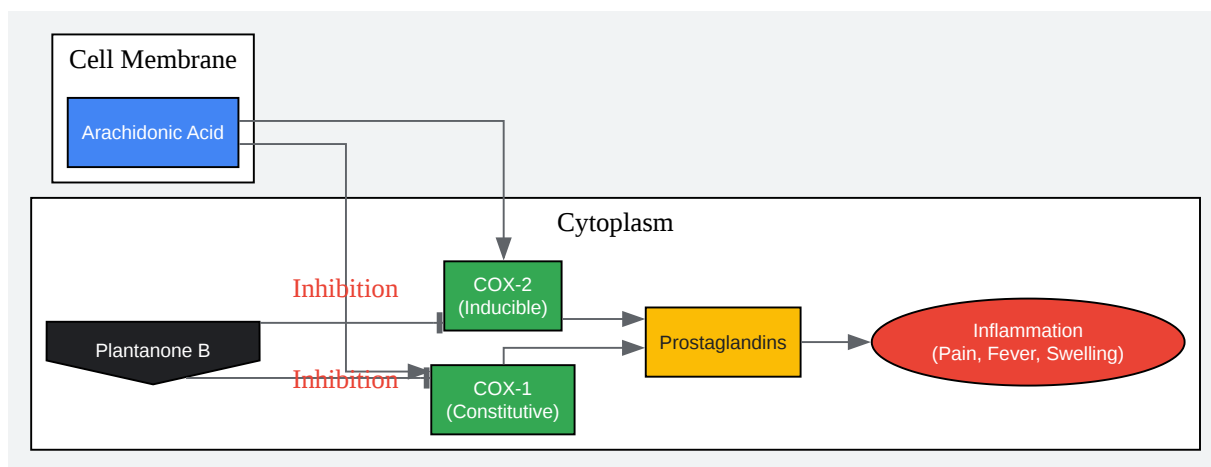 Cell Membrane
Arachidonic Acid
Cytoplasm
Inhibition
COX-2
(Inducible)
Plantanone B
Prostaglandins
Inflammation
(Pain, Fever, Swelling)
Inhibition
COX-1
(Constitutive)